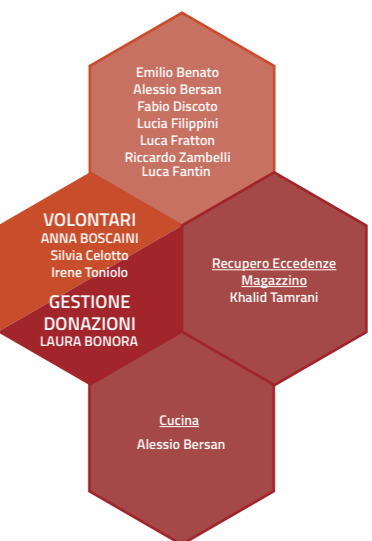 Emilio Benato
Alessio Bersan
Fabio Discoto
Lucia Filippini
Luca Fratton
Riccardo Zambelli
Luca Fantin
VOLONTARI
ANNA BOSCAINI
Silvia Celotto
Irene Toniolo
GESTIONE
DONAZIONI
LAURA BONORA
Recupero Eccedenze
Magazzino
Khalid Tamrani
Cucina
Alessio Bersan